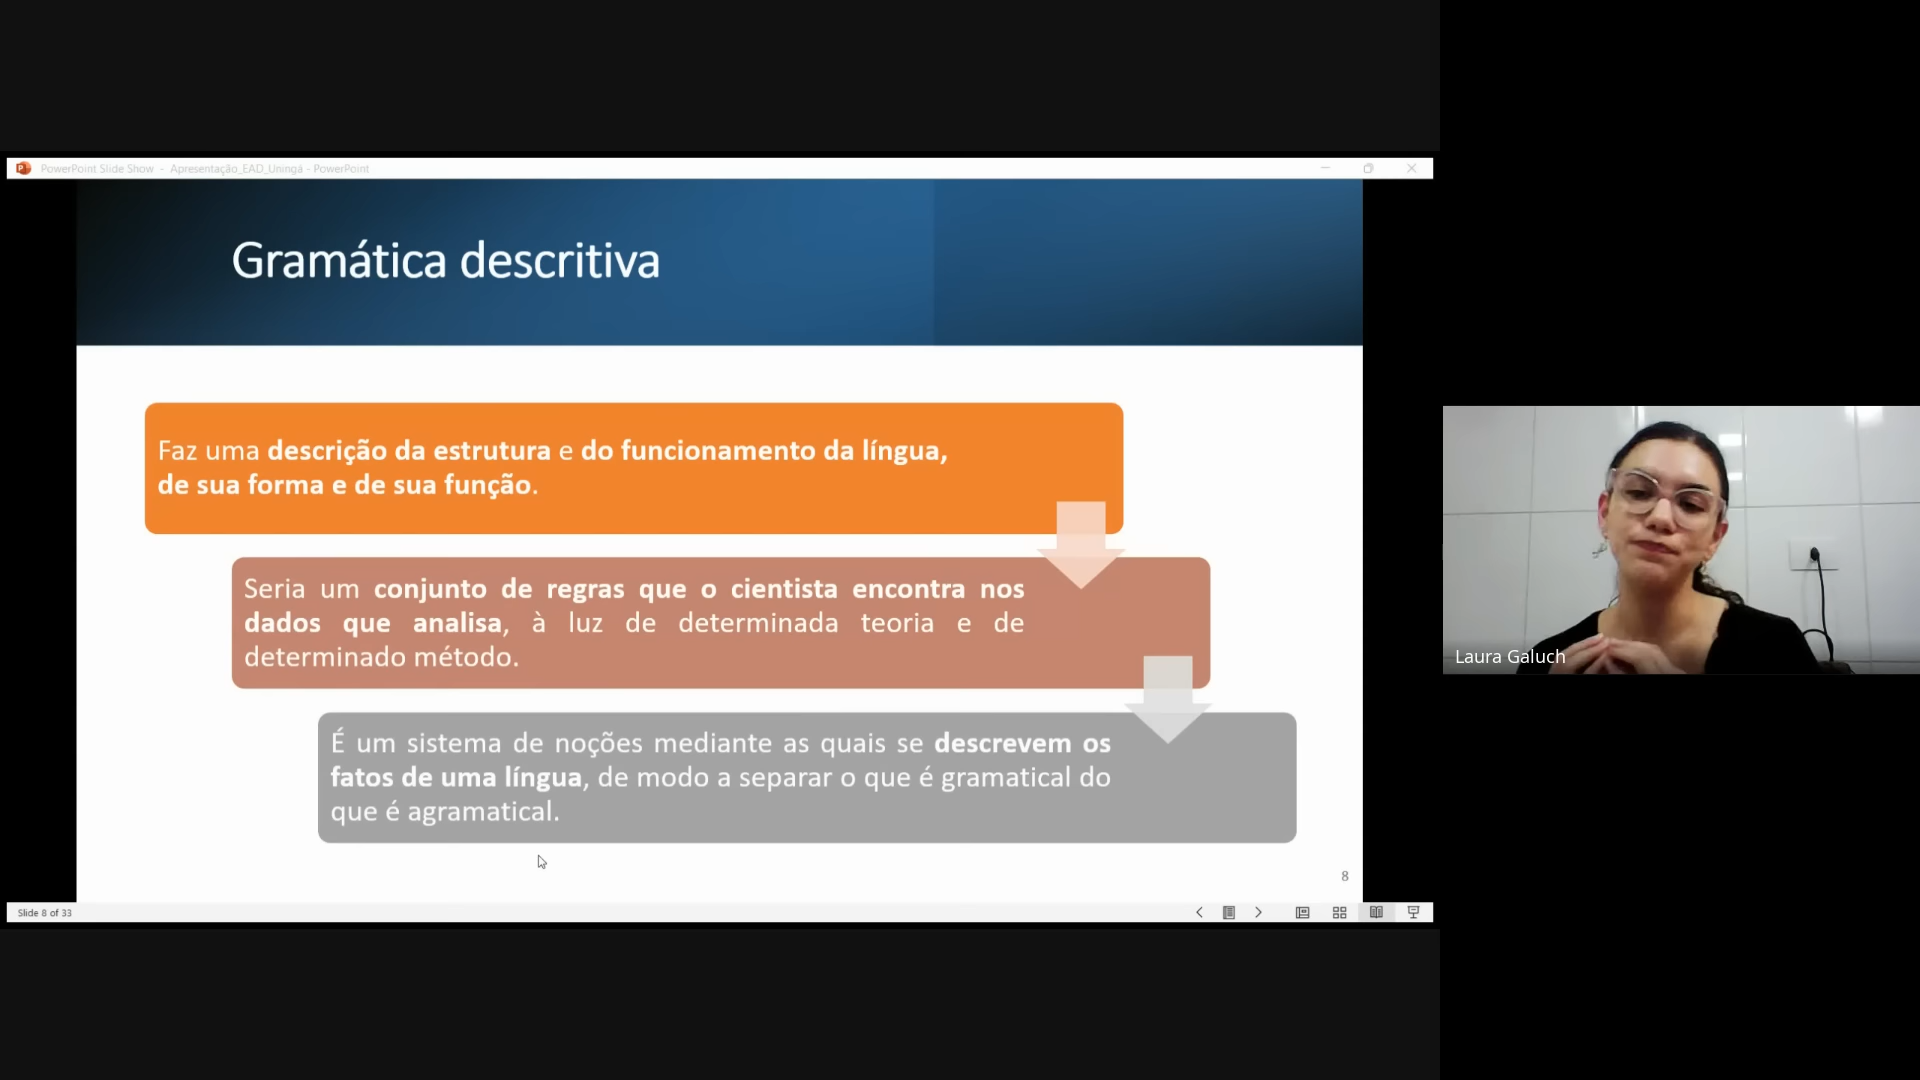 PowerPoint Slide Show - Apresentação_EAD_Uningá - PowerPoint
Gramática descritiva
Faz uma descrição da estrutura e do funcionamento da língua,
de sua forma e de sua função.
Seria um conjunto de regras que o cientista encontra nos
dados que analisa, à luz de determinada teoria e de
determinado método.
É um sistema de noções mediante as quais se descrevem os
fatos de uma língua, de modo a separar o que é gramatical do
que é agramatical.
8
Slide 8 of 33
Laura Galuch